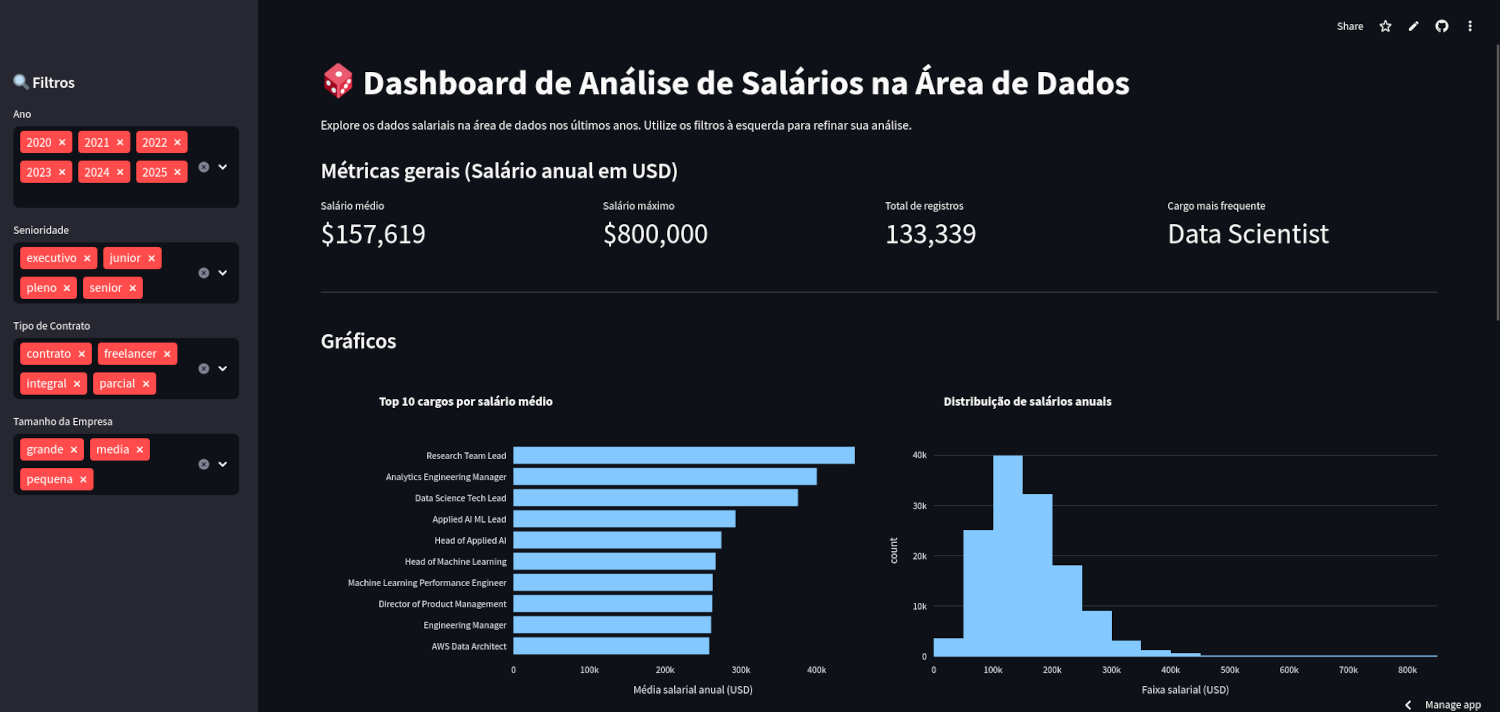 Share
Filtros
Ano
2020 2021 2022
2023 2024 2025
Senioridade
executivo junior
pleno senior
Tipo de Contrato
contrato freelancer
integral parcial
Tamanho da Empresa
grande media
pequena
Dashboard de Análise de Salários na Área de Dados
Explore os dados salariais na área de dados nos últimos anos. Utilize os filtros à esquerda para refinar sua análise.
Métricas gerais (Salário anual em USD)
Salário médio
$157,619
Salário máximo
$800,000
Total de registros
133,339
Cargo mais frequente
Data Scientist
Gráficos
Top 10 cargos por salário médio
Research Team Lead
Analytics Engineering Manager
Data Science Tech Lead
Applied AI ML Lead
Head of Applied AI
Head of Machine Learning
Machine Learning Performance Engineer
Director of Product Management
Engineering Manager
AWS Data Architect
0 100k 200k 300k 400k
Média salarial anual (USD)
Distribuição de salários anuais
40k
30k
20k
10k
0
count
0 100k 200k 300k 400k 500k 600k 700k 800k
Faixa salarial (USD)
Manage app